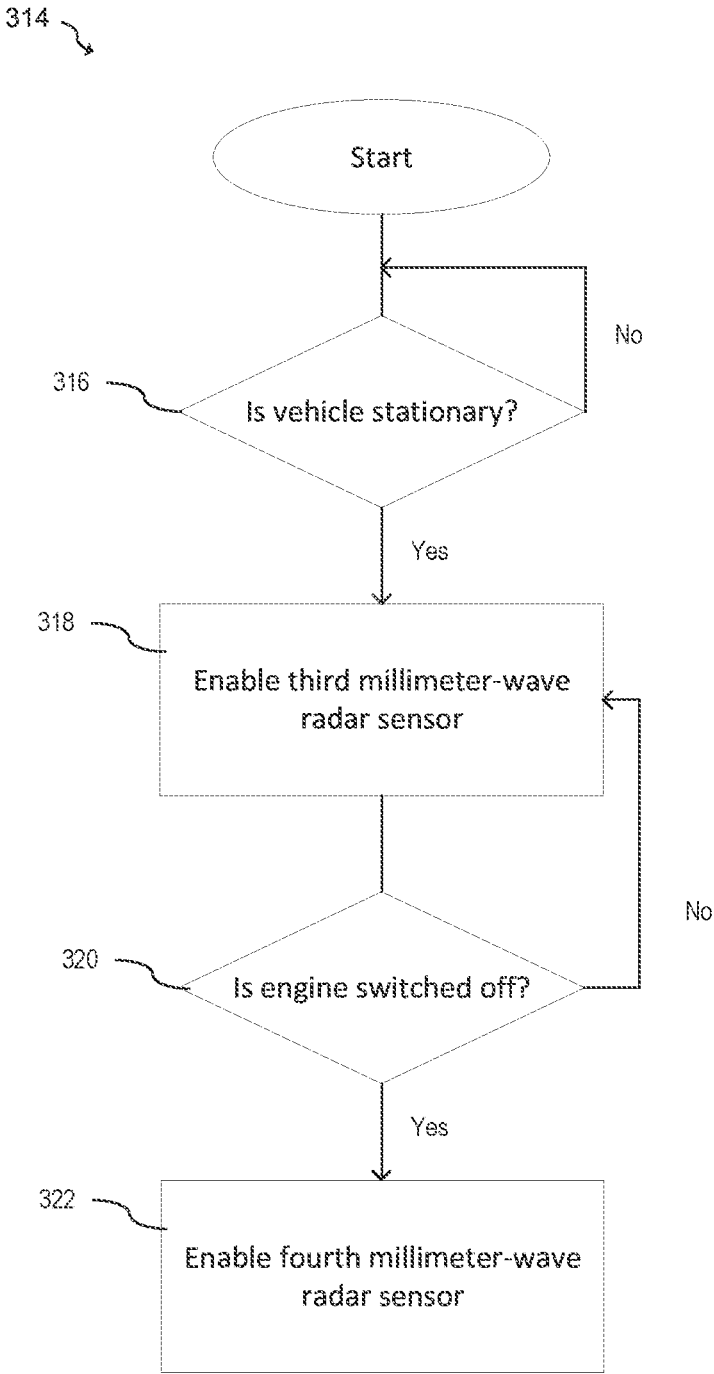 314
Start
No
316
Is vehicle stationary?
Yes
318
Enable third millimeter-wave
radar sensor
No
320
Is engine switched off?
Yes
322
Enable fourth millimeter-wave
radar sensor